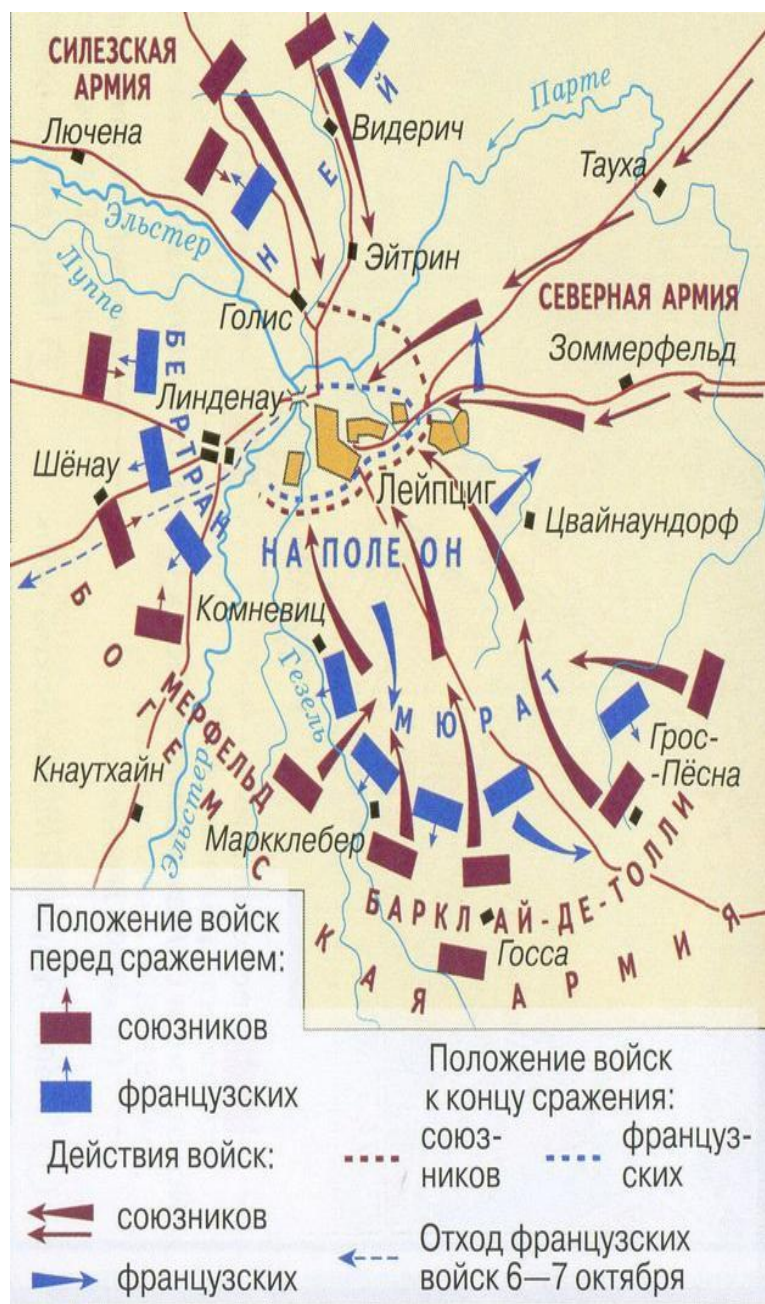 СИЛЕЗСКАЯ
АРМИЯ
НЕЙ
Лючена
Видерич
Парте
Тауха
Эльстер
Эйтрин
Луппе
СЕВЕРНАЯ АРМИЯ
Голис
Зоммерфельд
БЕРТРАН
Линденау
Шёнау
Лейпциг
Цвайнаундорф
НАПОЛЕОН
Комневиц
Гезель
МЮРАТ
БОГЕМСКАЯ АРМИЯ
МЕРФЕЛЬД
Грос-
-Пёсна
Кнаутхайн
Эльстер
Марkклебер
БАРКЛАЙ-ДЕ-ТОЛЛИ
Госса
Положение войск
перед сражением:
союзников
французских
Действия войск:
союзников
французских
Положение войск
к концу сражения:
союз-
ников
француз-
ских
Отход французских
войск 6—7 октября